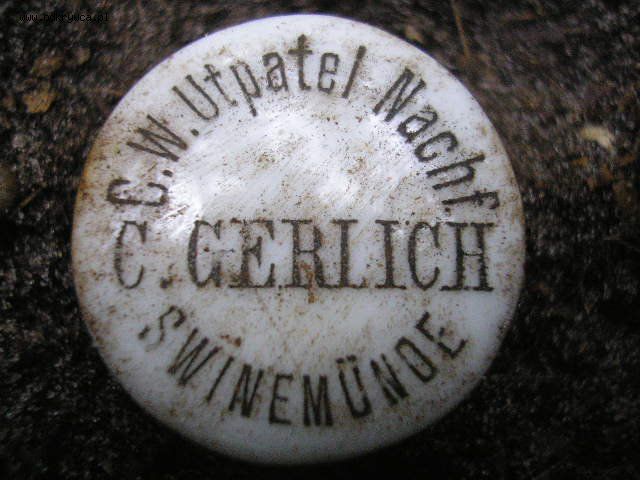 C.W.Utpatel Nachf
C.GERLICH
SWINEMÜNDE